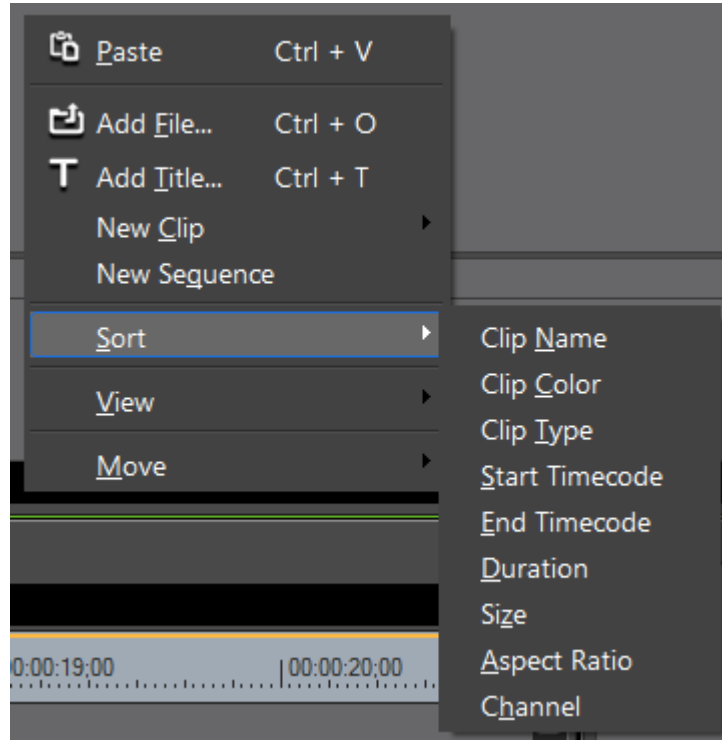 Paste Ctrl + V
Add File... Ctrl + O
Add Title... Ctrl + T
New Clip
New Sequence
Sort
View
Move
Clip Name
Clip Color
Clip Type
Start Timecode
End Timecode
Duration
Size
Aspect Ratio
Channel
0:00:19;00 00:00:20;00